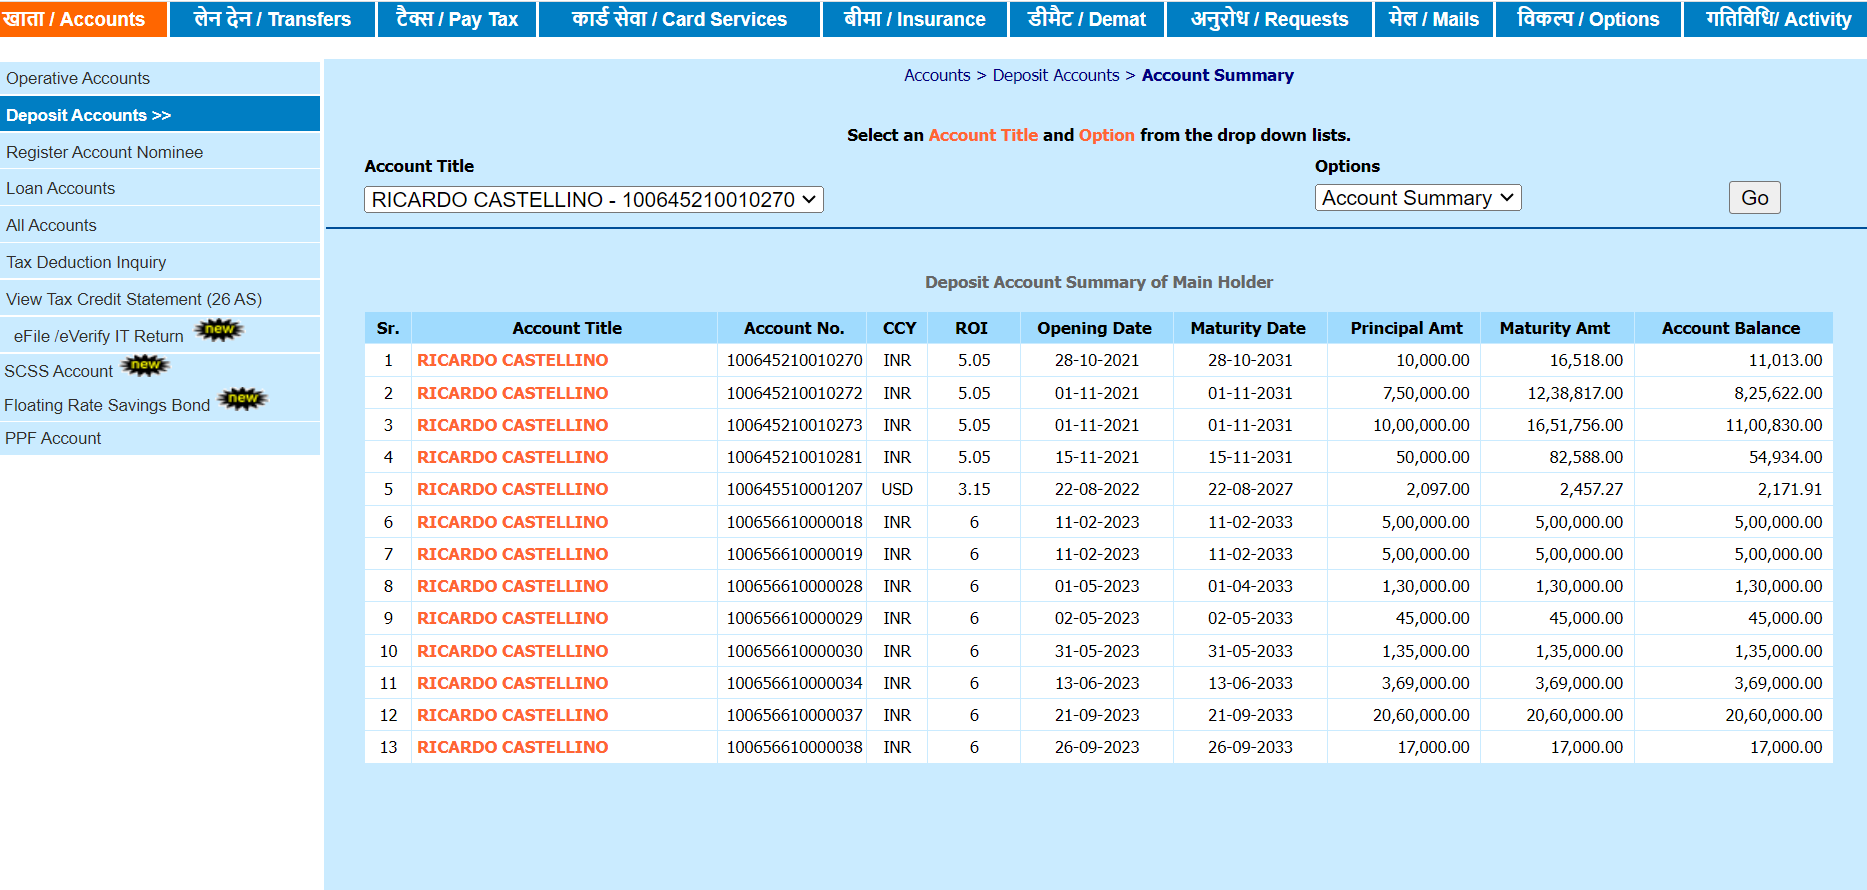 खाता / Accounts लेन देन / Transfers टैक्स / Pay Tax कार्ड सेवा / Card Services बीमा / Insurance डीमैट / Demat अनुरोध / Requests मेल / Mails विकल्प / Options गतिविधि/ Activity
Operative Accounts
Deposit Accounts >>
Register Account Nominee
Loan Accounts
All Accounts
Tax Deduction Inquiry
View Tax Credit Statement (26 AS)
eFile /eVerify IT Return new
SCSS Account new
Floating Rate Savings Bond new
PPF Account
Accounts > Deposit Accounts > Account Summary
Select an Account Title and Option from the drop down lists.
Account Title Options
RICARDO CASTELLINO - 100645210010270 Account Summary Go
Deposit Account Summary of Main Holder
Sr. Account Title Account No. CCY ROI Opening Date Maturity Date Principal Amt Maturity Amt Account Balance
1 RICARDO CASTELLINO 100645210010270 INR 5.05 28-10-2021 28-10-2031 10,000.00 16,518.00 11,013.00
2 RICARDO CASTELLINO 100645210010272 INR 5.05 01-11-2021 01-11-2031 7,50,000.00 12,38,817.00 8,25,622.00
3 RICARDO CASTELLINO 100645210010273 INR 5.05 01-11-2021 01-11-2031 10,00,000.00 16,51,756.00 11,00,830.00
4 RICARDO CASTELLINO 100645210010281 INR 5.05 15-11-2021 15-11-2031 50,000.00 82,588.00 54,934.00
5 RICARDO CASTELLINO 100645510001207 USD 3.15 22-08-2022 22-08-2027 2,097.00 2,457.27 2,171.91
6 RICARDO CASTELLINO 100656610000018 INR 6 11-02-2023 11-02-2033 5,00,000.00 5,00,000.00 5,00,000.00
7 RICARDO CASTELLINO 100656610000019 INR 6 11-02-2023 11-02-2033 5,00,000.00 5,00,000.00 5,00,000.00
8 RICARDO CASTELLINO 100656610000028 INR 6 01-05-2023 01-04-2033 1,30,000.00 1,30,000.00 1,30,000.00
9 RICARDO CASTELLINO 100656610000029 INR 6 02-05-2023 02-05-2033 45,000.00 45,000.00 45,000.00
10 RICARDO CASTELLINO 100656610000030 INR 6 31-05-2023 31-05-2033 1,35,000.00 1,35,000.00 1,35,000.00
11 RICARDO CASTELLINO 100656610000034 INR 6 13-06-2023 13-06-2033 3,69,000.00 3,69,000.00 3,69,000.00
12 RICARDO CASTELLINO 100656610000037 INR 6 21-09-2023 21-09-2033 20,60,000.00 20,60,000.00 20,60,000.00
13 RICARDO CASTELLINO 100656610000038 INR 6 26-09-2023 26-09-2033 17,000.00 17,000.00 17,000.00